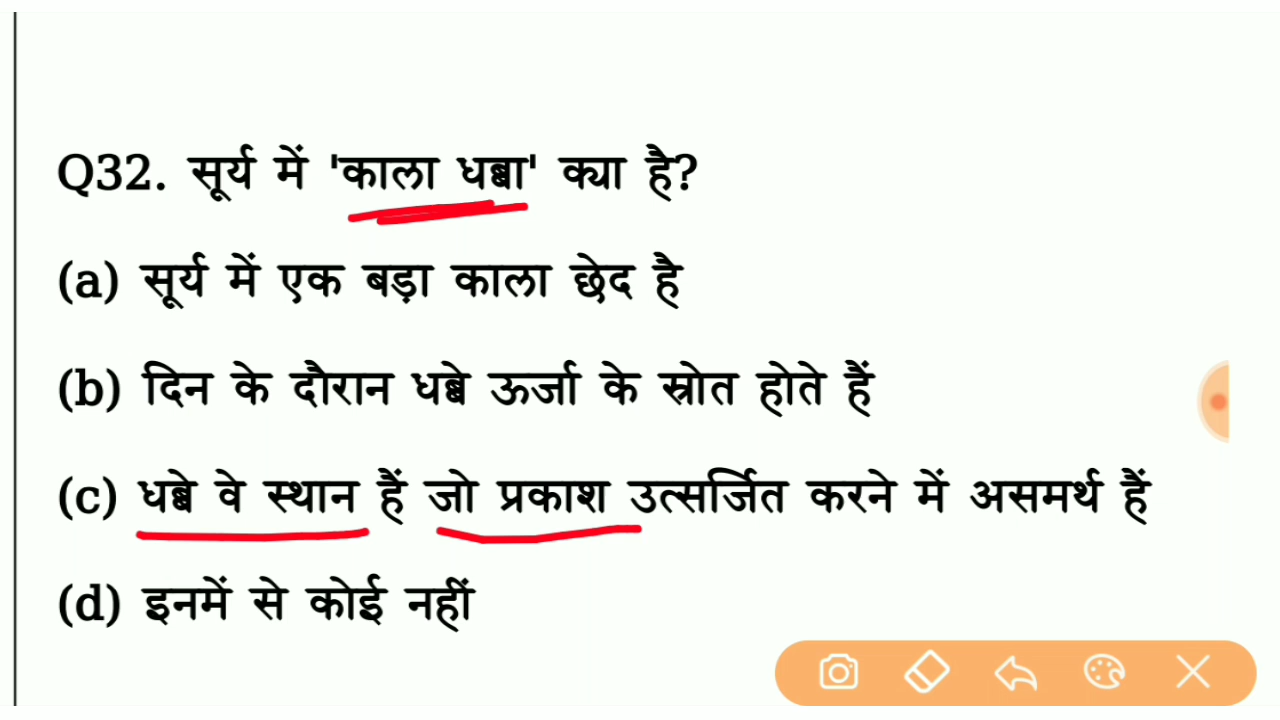 Q32. सूर्य में 'काला धब्बा' क्या है?
(a) सूर्य में एक बड़ा काला छेद है
(b) दिन के दौरान धब्बे ऊर्जा के स्रोत होते हैं
(c) धब्बे वे स्थान हैं जो प्रकाश उत्सर्जित करने में असमर्थ हैं
(d) इनमें से कोई नहीं